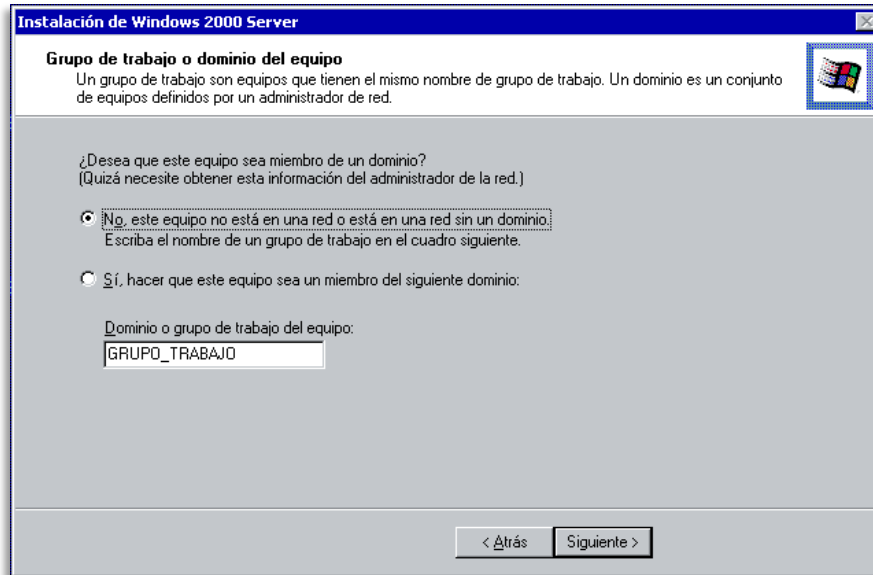 Instalación de Windows 2000 Server
Grupo de trabajo o dominio del equipo
Un grupo de trabajo son equipos que tienen el mismo nombre de grupo de trabajo. Un dominio es un conjunto
de equipos definidos por un administrador de red.
¿Desea que este equipo sea miembro de un dominio?
(Quizá necesite obtener esta información del administrador de la red.)
No, este equipo no está en una red o está en una red sin un dominio.
Escriba el nombre de un grupo de trabajo en el cuadro siguiente.
Sí, hacer que este equipo sea un miembro del siguiente dominio:
Dominio o grupo de trabajo del equipo:
GRUPO_TRABAJO
< Atrás Siguiente >